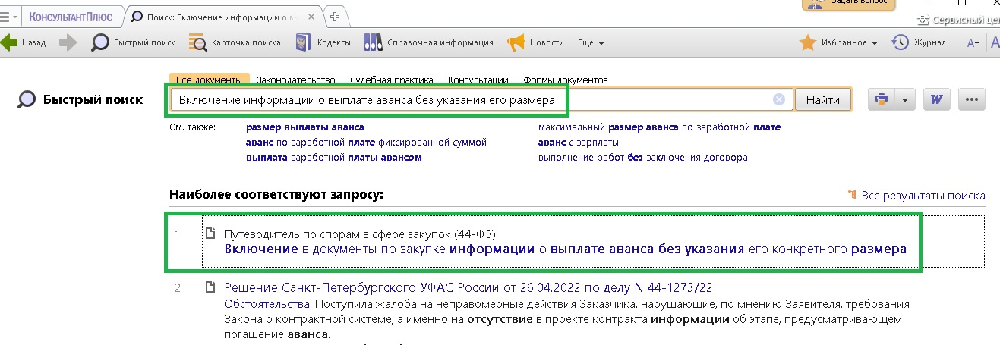 Задать вопрос
КонсультантПлюс
Поиск: Включение информации о вы
Сервисный цен
Назад
Быстрый поиск
Карточка поиска
Кодексы
Справочная информация
Новости
Еще
Избранное
Журнал
А−
А
Все документы
Законодательство
Судебная практика
Консультации
Формы документов
Быстрый поиск
Включение информации о выплате аванса без указания его размера
Найти
W
См. также:
размер выплаты аванса
максимальный размер аванса по заработной плате
аванс по заработной плате фиксированной суммой
аванс с зарплаты
выплата заработной платы авансом
выполнение работ без заключения договора
Наиболее соответствуют запросу:
Все результаты поиска
1
Путеводитель по спорам в сфере закупок (44-ФЗ).
Включение в документы по закупке информации о выплате аванса без указания его конкретного размера
2
Решение Санкт-Петербургского УФАС России от 26.04.2022 по делу N 44-1273/22
Обстоятельства: Поступила жалоба на неправомерные действия Заказчика, нарушающие, по мнению Заявителя, требования
Закона о контрактной системе, а именно на отсутствие в проекте контракта информации об этапе, предусматривающем
погашение аванса.